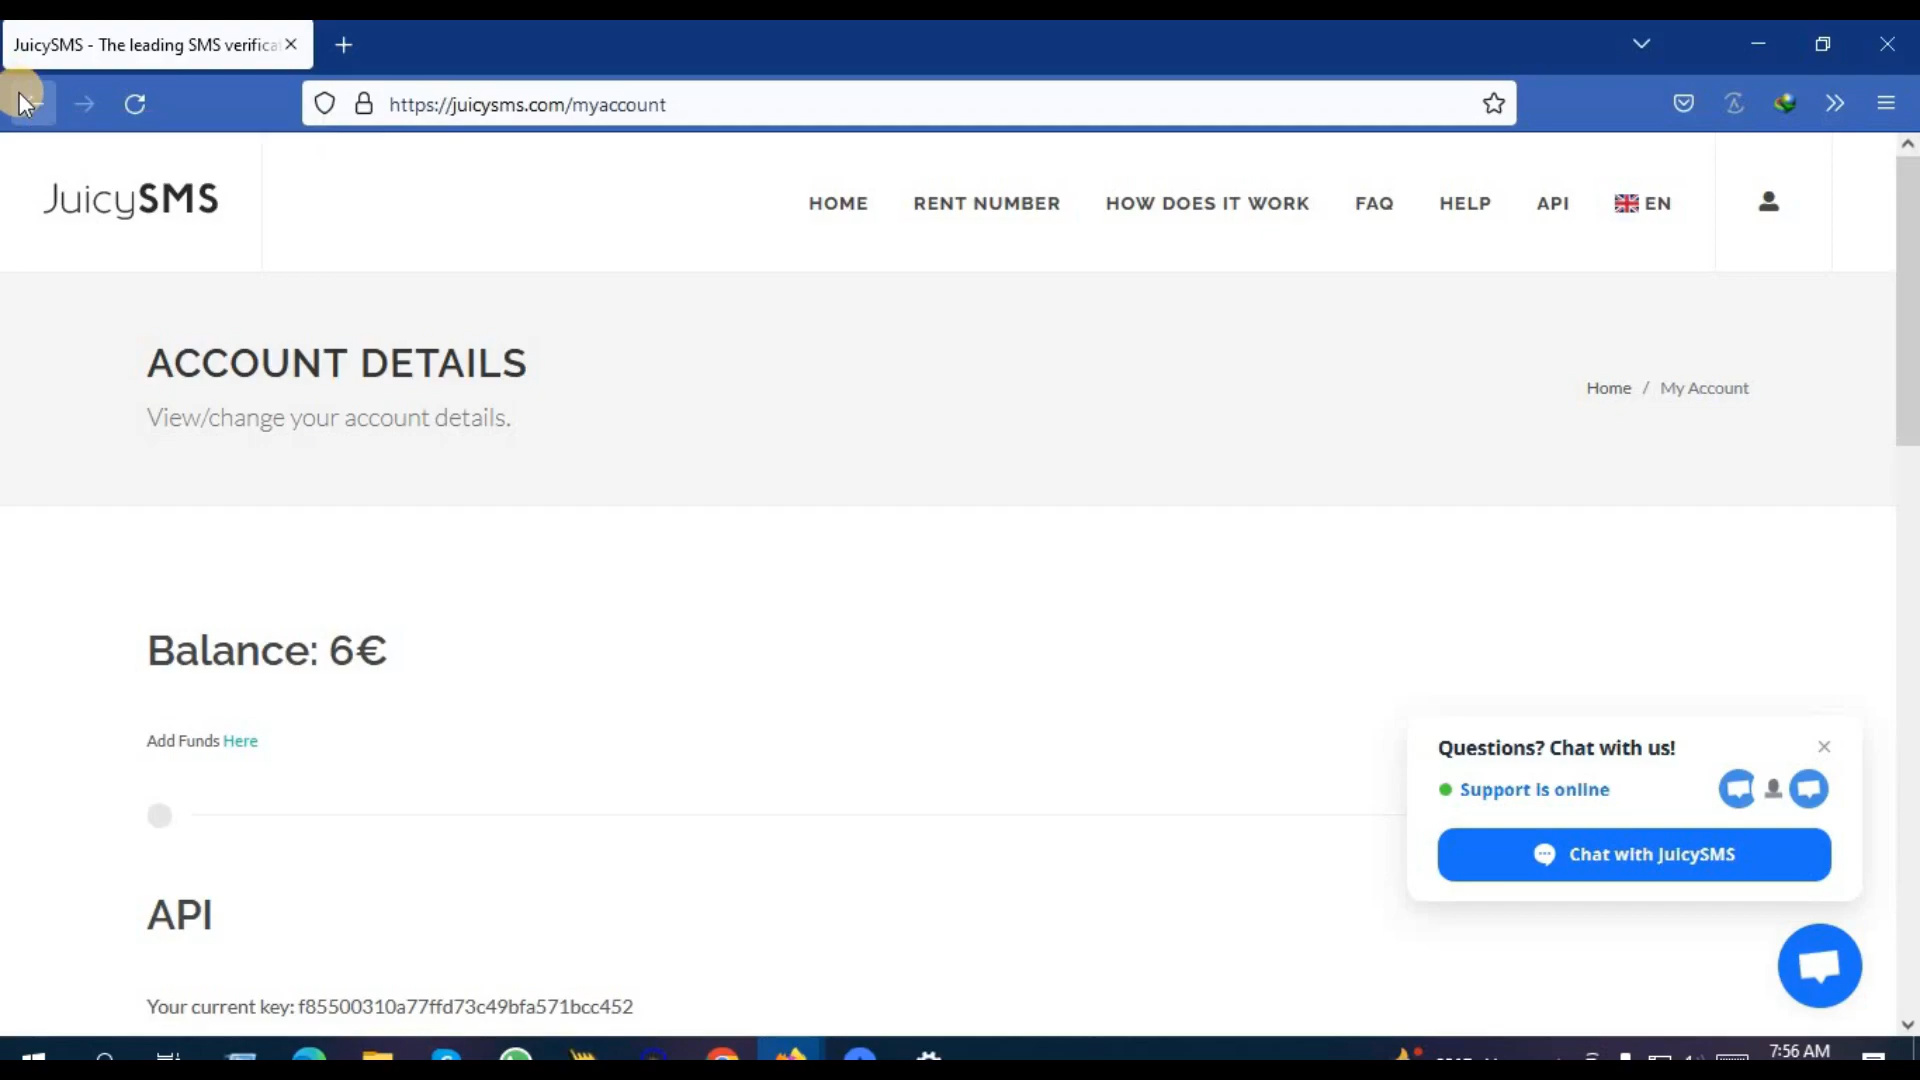 JuicySMS - The leading SMS verifica
https://juicysms.com/myaccount
JuicySMS
HOME
RENT NUMBER
HOW DOES IT WORK
FAQ
HELP
API
EN
ACCOUNT DETAILS
View/change your account details.
Home / My Account
Balance: 6€
Add Funds Here
Questions? Chat with us!
Support is online
Chat with JuicySMS
API
Your current key: f85500310a77ffd73c49bfa571bcc452
7:56 AM